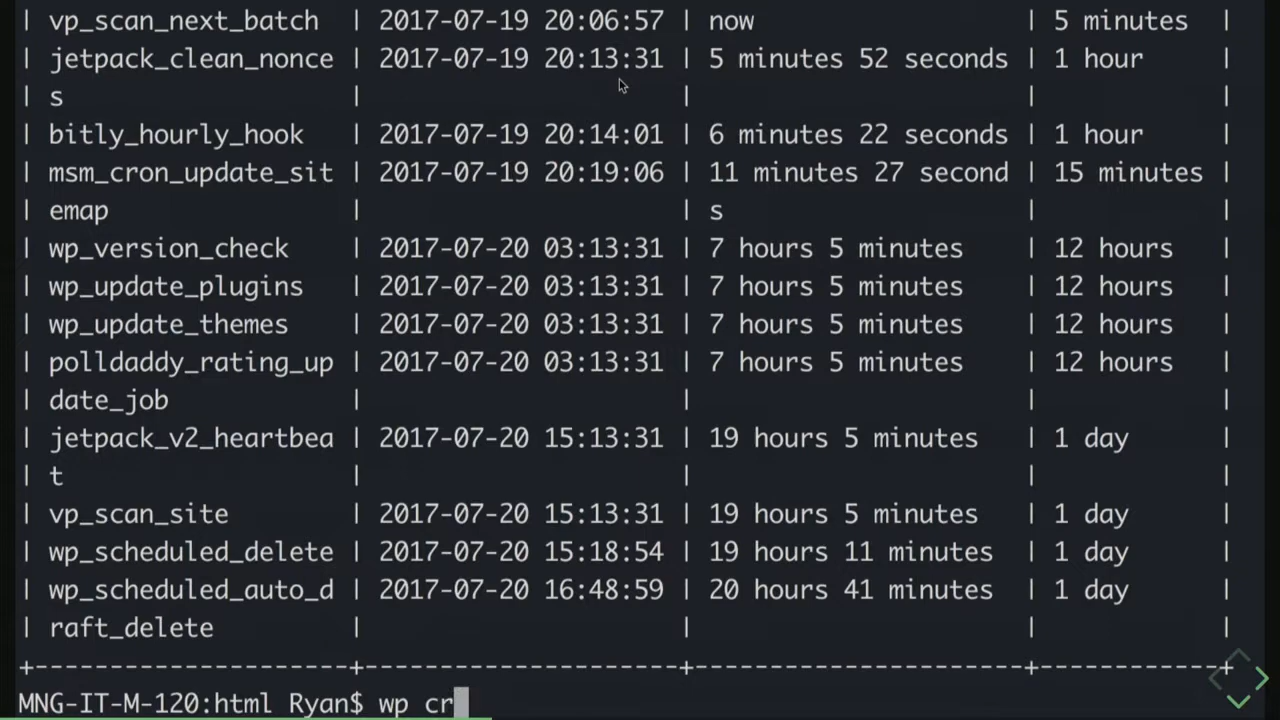 | vp_scan_next_batch | 2017-07-19 20:06:57 | now | 5 minutes |
| jetpack_clean_nonce | 2017-07-19 20:13:31 | 5 minutes 52 seconds | 1 hour |
| s | | | |
| bitly_hourly_hook | 2017-07-19 20:14:01 | 6 minutes 22 seconds | 1 hour |
| msm_cron_update_sit | 2017-07-19 20:19:06 | 11 minutes 27 second | 15 minutes |
| emap | | s | |
| wp_version_check | 2017-07-20 03:13:31 | 7 hours 5 minutes | 12 hours |
| wp_update_plugins | 2017-07-20 03:13:31 | 7 hours 5 minutes | 12 hours |
| wp_update_themes | 2017-07-20 03:13:31 | 7 hours 5 minutes | 12 hours |
| polldaddy_rating_up | 2017-07-20 03:13:31 | 7 hours 5 minutes | 12 hours |
| date_job | | | |
| jetpack_v2_heartbea | 2017-07-20 15:13:31 | 19 hours 5 minutes | 1 day |
| t | | | |
| vp_scan_site | 2017-07-20 15:13:31 | 19 hours 5 minutes | 1 day |
| wp_scheduled_delete | 2017-07-20 15:18:54 | 19 hours 11 minutes | 1 day |
| wp_scheduled_auto_d | 2017-07-20 16:48:59 | 20 hours 41 minutes | 1 day |
| raft_delete | | | |
+---------------------+---------------------+----------------------+------------+
MNG-IT-M-120:html Ryan$ wp cr